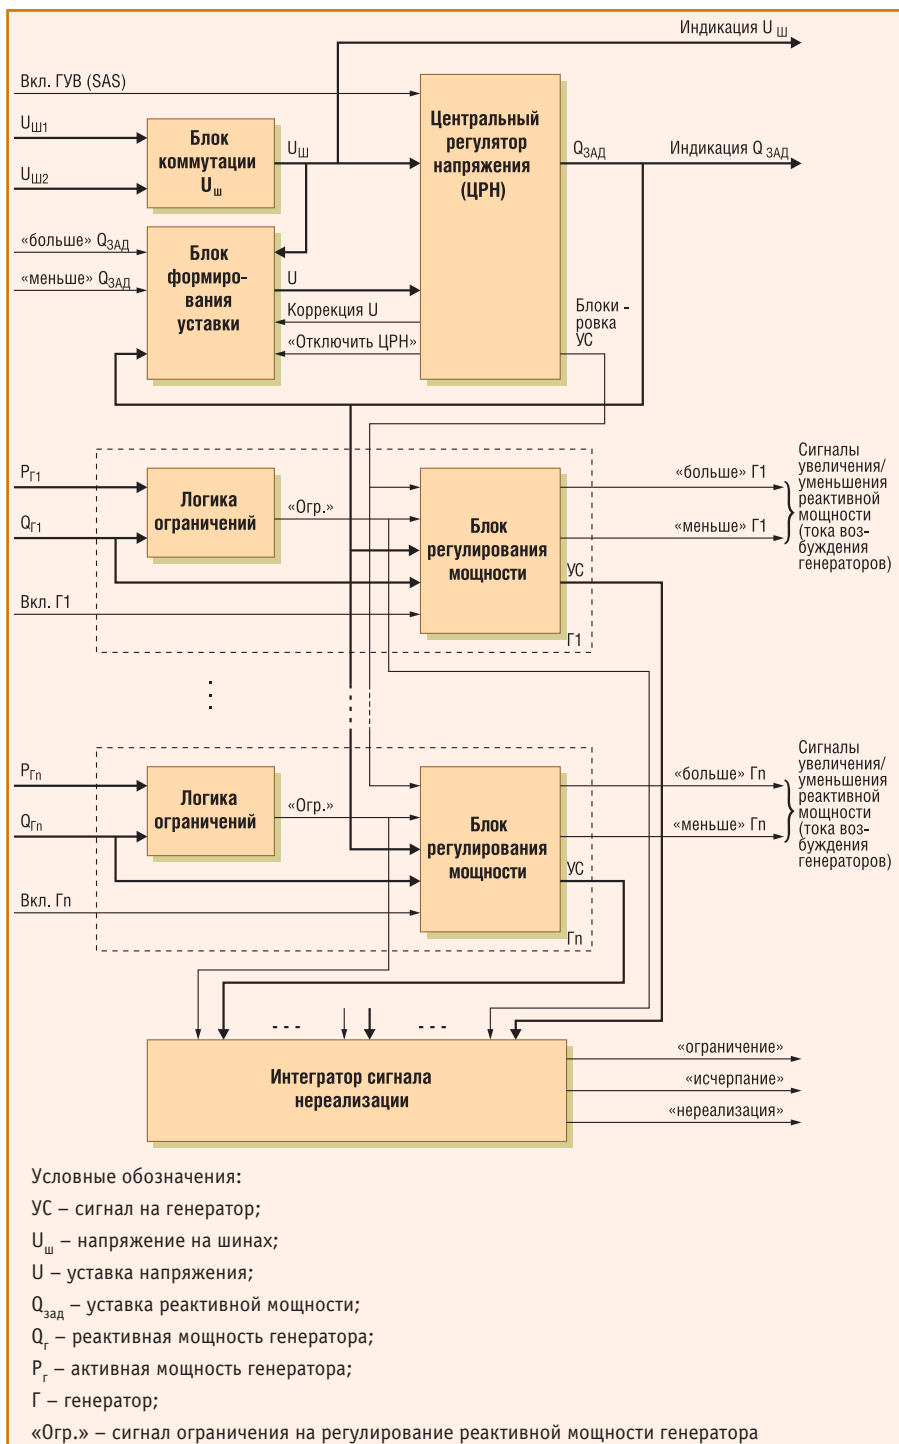 Индикация U Ш
Вкл. ГУВ (SAS)
UШ1
UШ2
Блок
коммутации
Uш
UШ
Центральный
регулятор
напряжения
(ЦРН)
QЗАД
Индикация Q ЗАД
«больше» QЗАД
«меньше» QЗАД
Блок
формиро-
вания
уставки
U
Коррекция U
«Отключить ЦРН»
Блоки -
ровка
УС
PГ1
QГ1
Вкл. Г1
Логика
ограничений
«Огр.»
Блок
регулирования
мощности
«больше» Г1
«меньше» Г1
УС
Г1
Сигналы
увеличения/
уменьшения
реактивной
мощности
(тока воз-
буждения
генераторов)
PГn
QГn
Вкл. Гn
Логика
ограничений
«Огр.»
Блок
регулирования
мощности
«больше» Гn
«меньше» Гn
УС
Гn
Сигналы
увеличения/
уменьшения
реактивной
мощности
(тока воз-
буждения
генераторов)
Интегратор сигнала
нереализации
«ограничение»
«исчерпание»
«нереализация»
Условные обозначения:
УС – сигнал на генератор;
Uш – напряжение на шинах;
U – уставка напряжения;
Qзад – уставка реактивной мощности;
Qг – реактивная мощность генератора;
Pг – активная мощность генератора;
Г – генератор;
«Огр.» – сигнал ограничения на регулирование реактивной мощности генератора